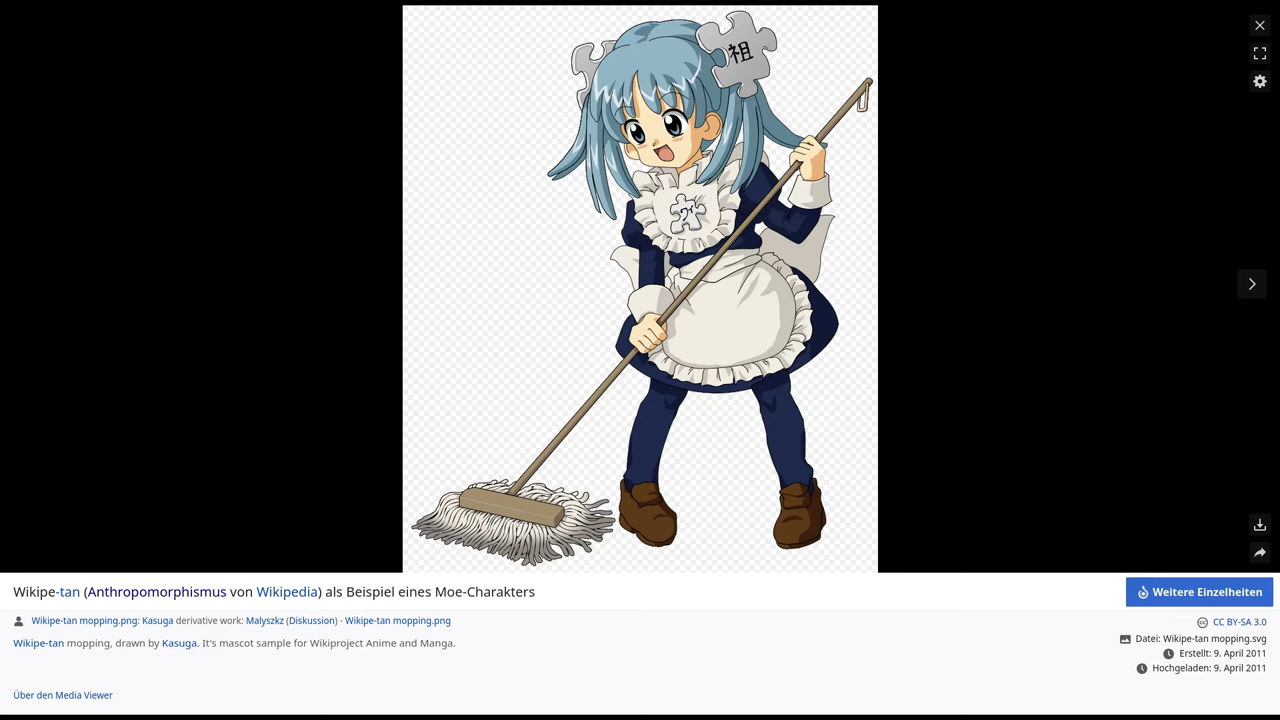 祖
Wikipe-tan (Anthropomorphismus von Wikipedia) als Beispiel eines Moe-Charakters
Weitere Einzelheiten
Wikipe-tan mopping.png: Kasuga derivative work: Malyszkz (Diskussion) - Wikipe-tan mopping.png
Wikipe-tan mopping, drawn by Kasuga. It's mascot sample for Wikiproject Anime and Manga.
CC BY-SA 3.0
Datei: Wikipe-tan mopping.svg
Erstellt: 9. April 2011
Hochgeladen: 9. April 2011
Über den Media Viewer